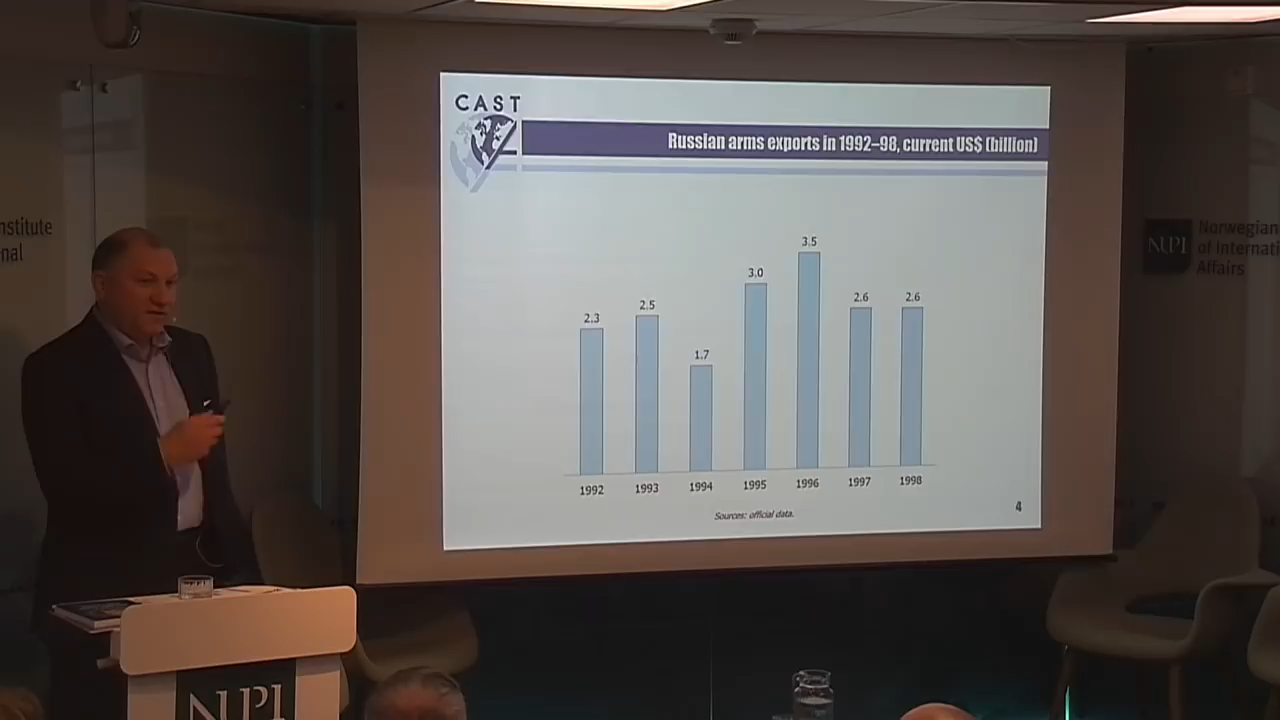 CAST
Russian arms exports in 1992–98, current US$ (billion)
2.3
2.5
1.7
3.0
3.5
2.6
2.6
1992
1993
1994
1995
1996
1997
1998
Sources: official data.
4
nstitute
nal
NUPI
Norwegian
of Internati
Affairs
NUPI